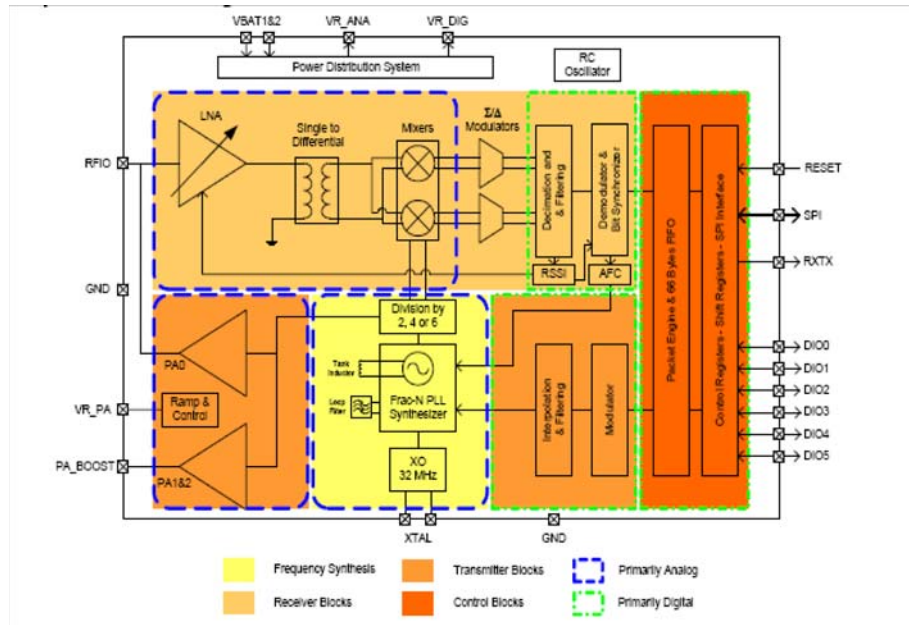 VBAT1&2
VR_ANA
VR_DIG
Power Distribution System
RC
Oscillator
LNA
Single to
Differential
Mixers
Σ/Δ
Modulators
Decimation and
& Filtering
Demodulator &
Bit Synchronizer
RSSI
AFC
Packet Engine & 66 Bytes FIFO
Control Registers - Shift Registers - SPI Interface
RFIO
GND
VR_PA
PA_BOOST
RESET
SPI
RXTX
DIO0
DIO1
DIO2
DIO3
DIO4
DIO5
PA0
Ramp &
Control
PA1&2
Division by
2, 4 or 6
Tank
Inductor
Loop
Filter
Frac-N PLL
Synthesizer
XO
32 MHz
Interpolation
& Filtering
Modulator
XTAL
GND
Frequency Synthesis
Transmitter Blocks
Primarily Analog
Receiver Blocks
Control Blocks
Primarily Digital